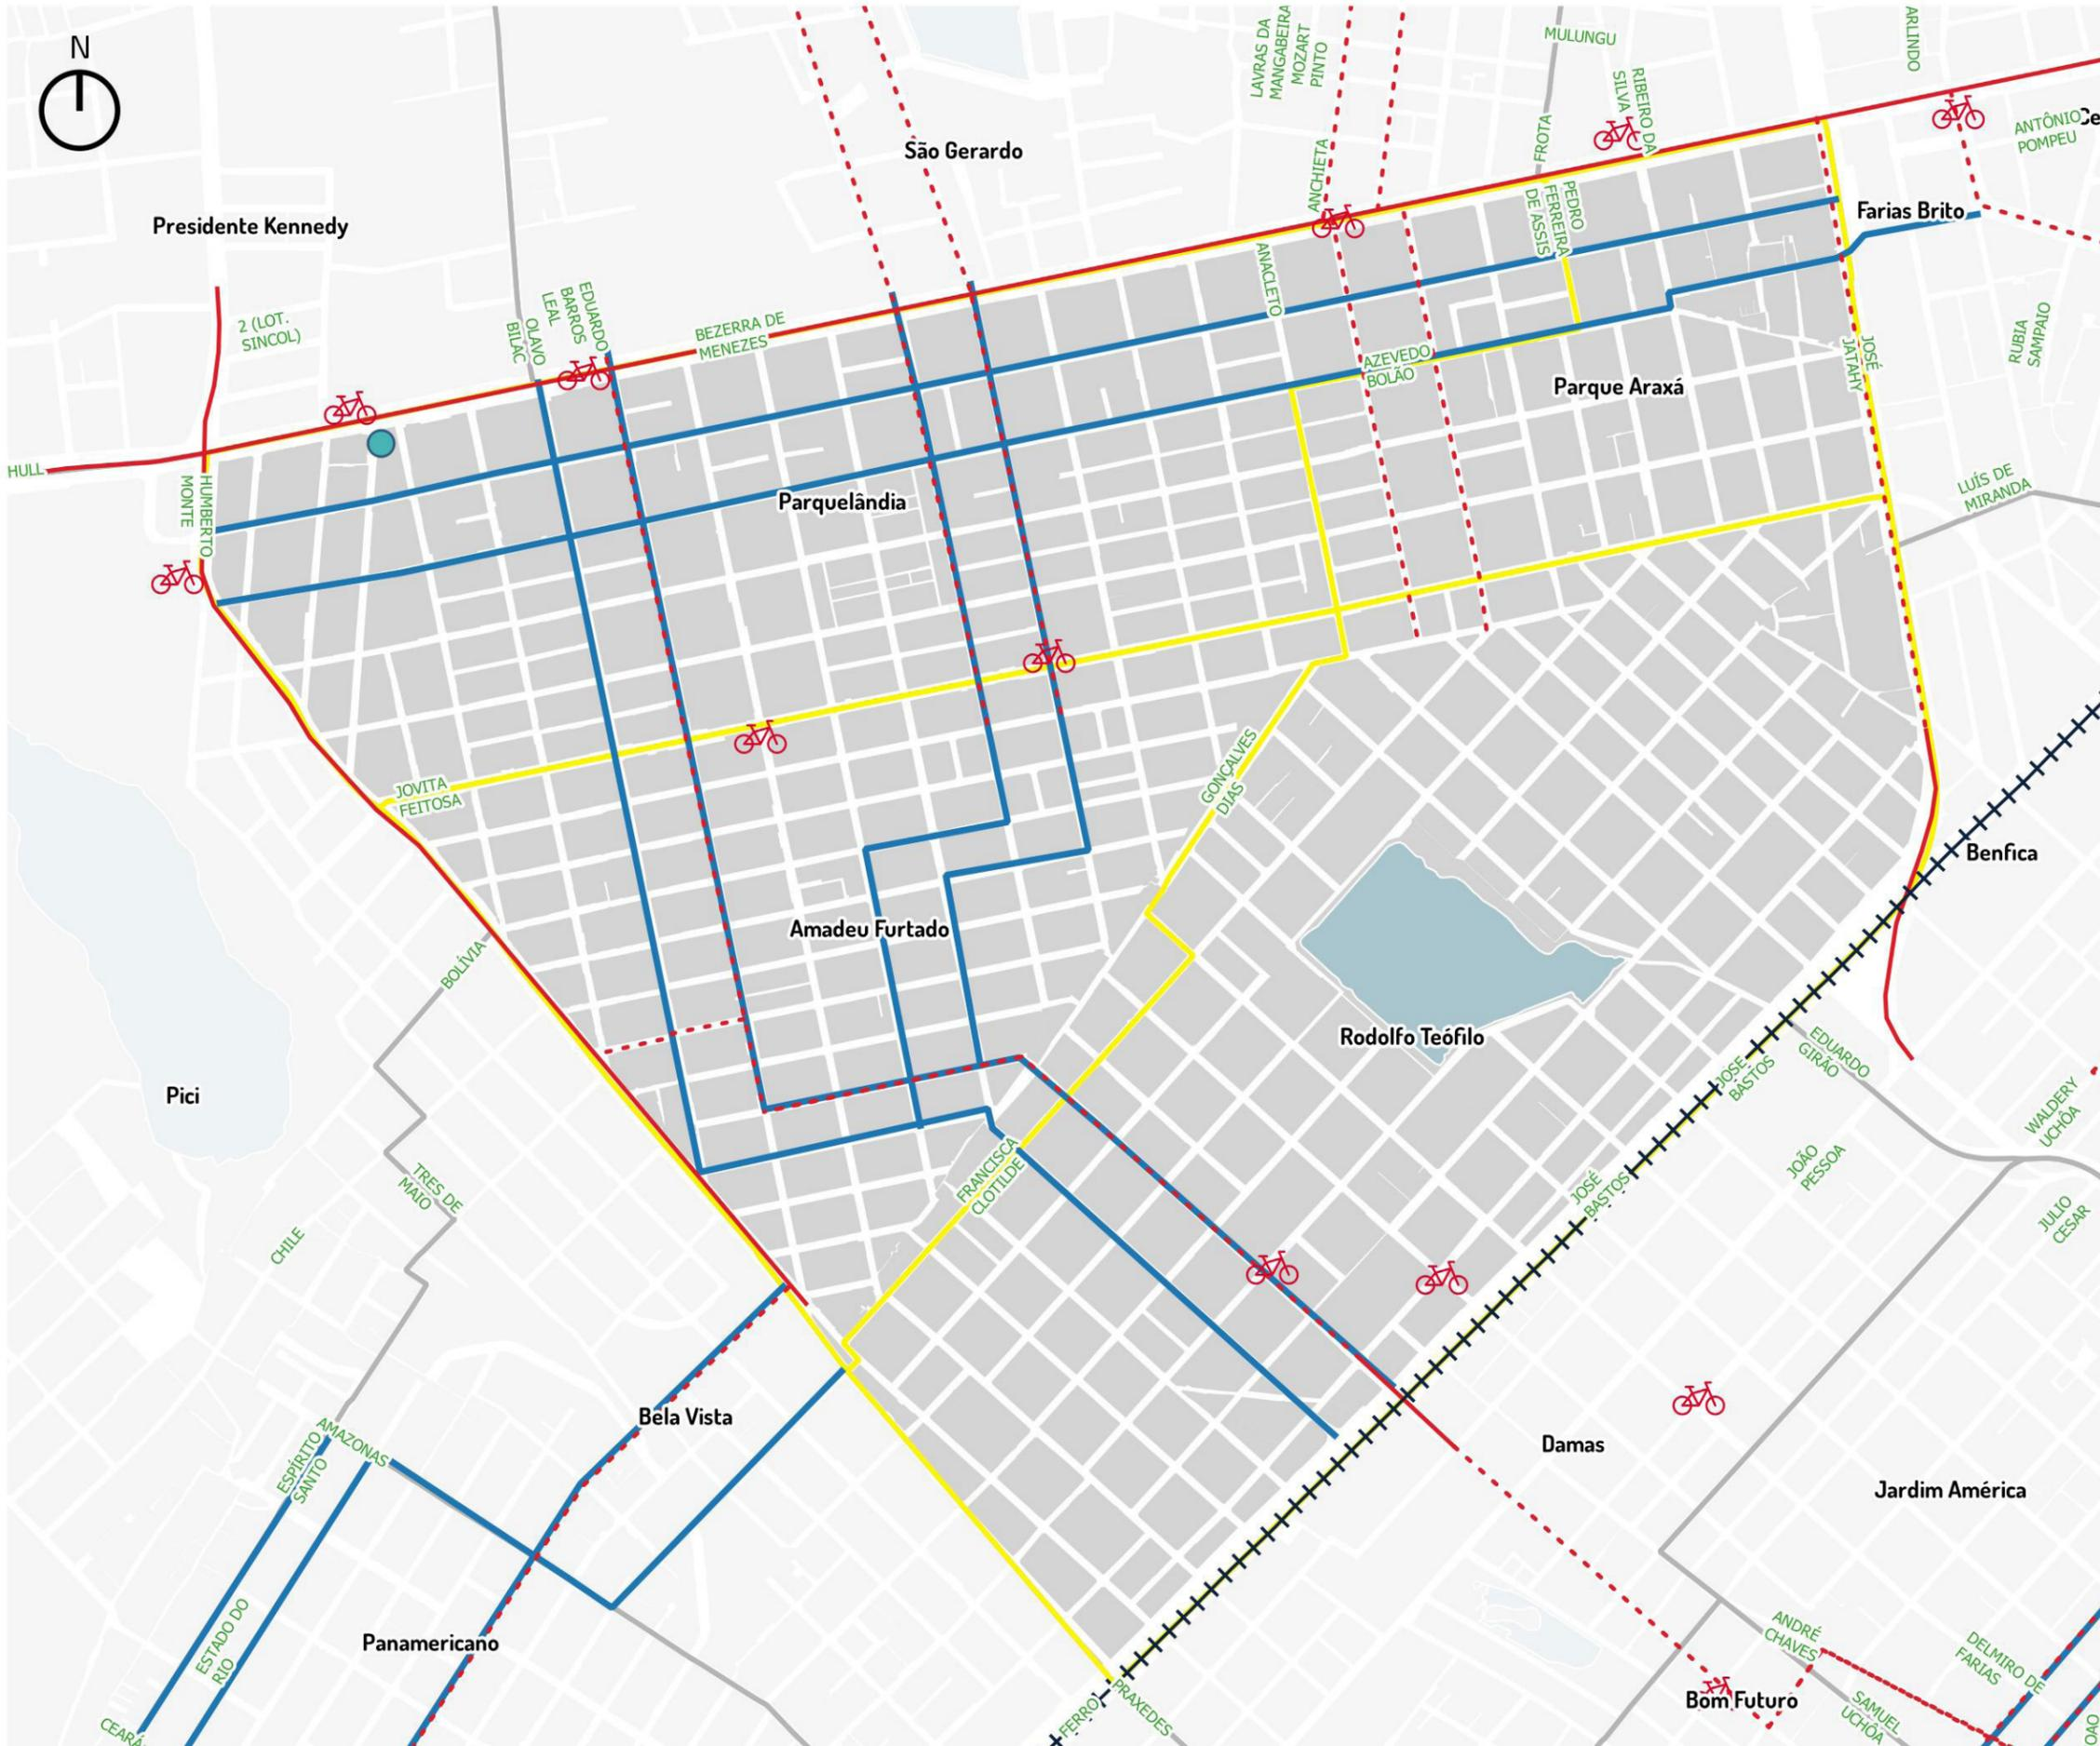 N
LAVRAS DA
MANGABEIRA
MOZART
PINTO
MULUNGU
RIBEIRO DA
SILVA
ARLINDO
ANTÔNIO
POMPEU
Ce
FROTA
ANCHIETA
São Gerardo
Presidente Kennedy
PEDRO
FERREIRA
DE ASSIS
Farias Brito
ANACLETO
2 (LOT.
SINCOL)
EDUARDO
BARROS
LEAL
OLAVO
BILAC
BEZERRA DE
MENEZES
RUBIA
SAMPAIO
JOSÉ
JATAHY
AZEVEDO
BOLÃO
Parque Araxá
HULL
HUMBERTO
MONTE
Parquelândia
LUÍS DE
MIRANDA
JOVITA
FEITOSA
GONÇALVES
DIAS
Benfica
Amadeu Furtado
BOLÍVIA
Rodolfo Teófilo
EDUARDO
GIRÃO
JOSE
BASTOS
WALDERY
UCHÔA
Pici
FRANCISCA
CLOTILDE
JOÃO
PESSOA
TRES DE
MAIO
JOSÉ
BASTOS
JULIO
CESAR
CHILE
Bela Vista
AMAZONAS
ESPÍRITO
SANTO
Damas
Jardim América
ESTADO DO
RIO
Panamericano
ANDRÉ
CHAVES
DELMIRO DE
FARIAS
Bom Futuro
SAMUEL
UCHÔA
CEARÁ
FERRO
PRAXEDES